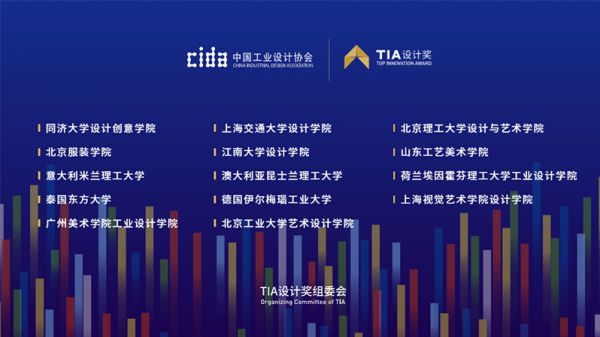 cida 中国工业设计协会
CHINA INDUSTRIAL DESIGN ASSOCIATION
TIA设计奖
TOP INNOVATION AWARD
同济大学设计创意学院
上海交通大学设计学院
北京理工大学设计与艺术学院
北京服装学院
江南大学设计学院
山东工艺美术学院
意大利米兰理工大学
澳大利亚昆士兰理工大学
荷兰埃因霍芬理工大学工业设计学院
泰国东方大学
德国伊尔梅瑙工业大学
上海视觉艺术学院设计学院
广州美术学院工业设计学院
北京工业大学艺术设计学院
TIA设计奖组委会
Organizing Committee of TIA